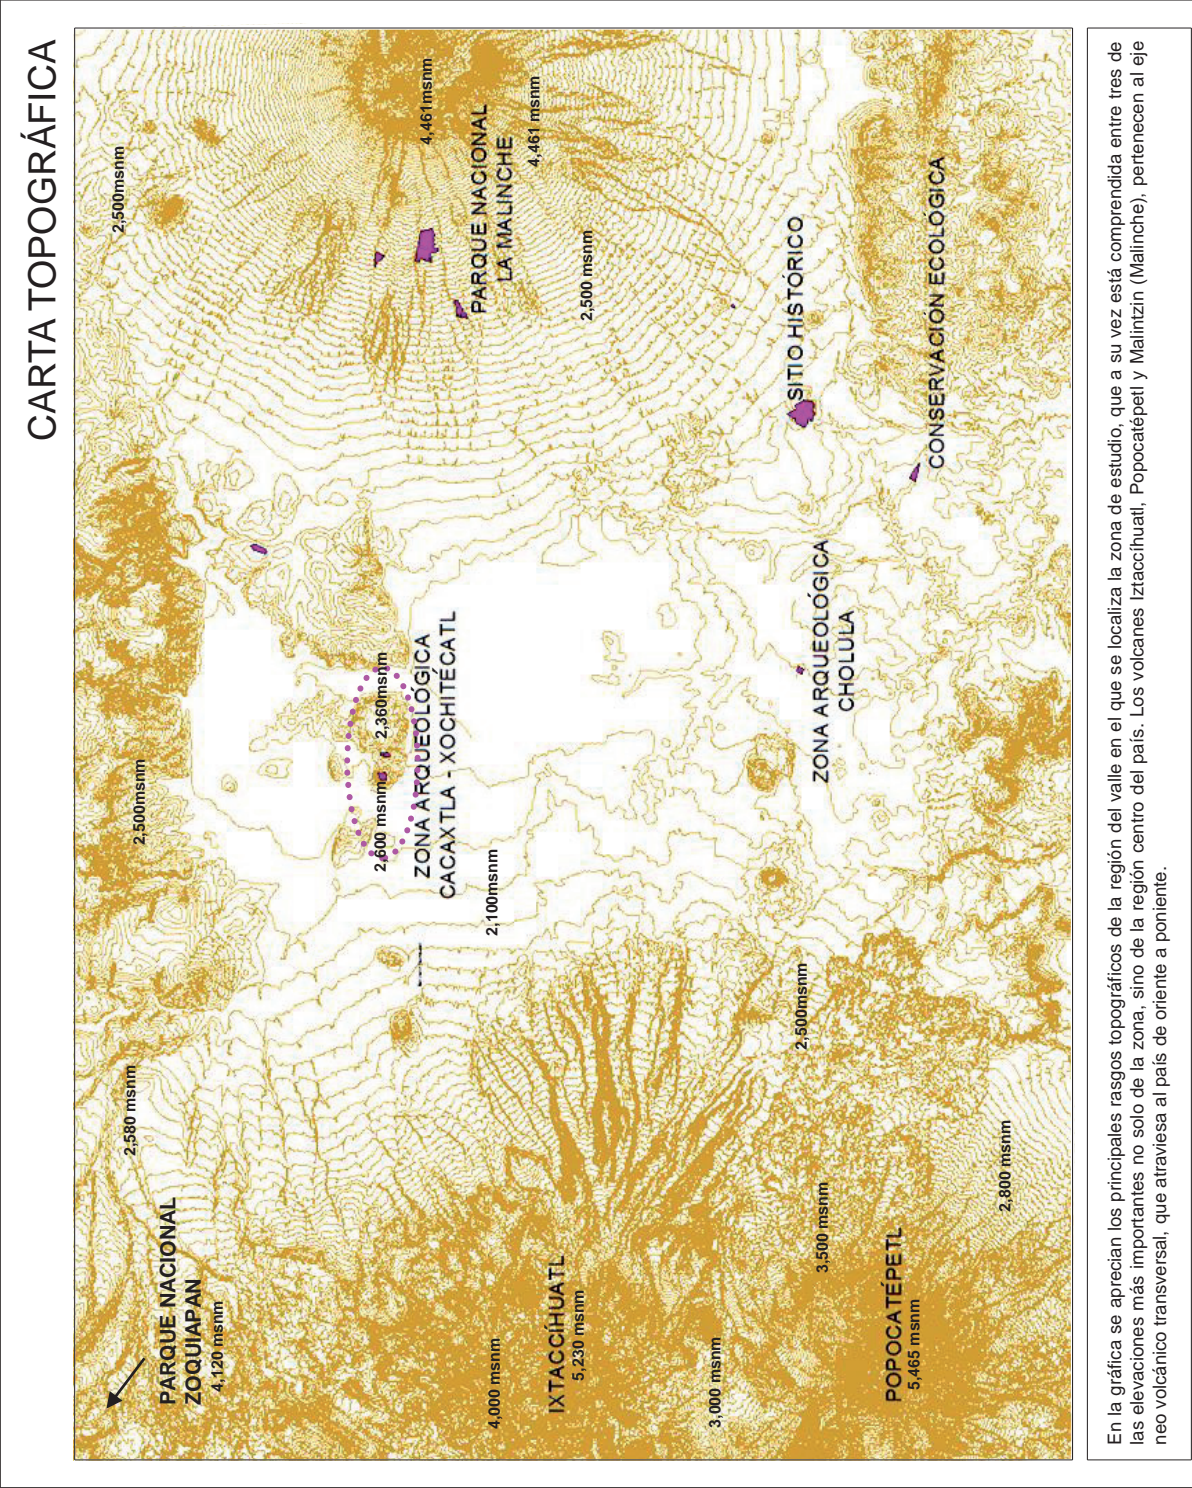 CARTA TOPOGRÁFICA
PARQUE NACIONAL
ZOQUIAPAN
4,120 msnm
2,580 msnm
2,500msnm
2,500msnm
4,000 msnm
IXTACCÍHUATL
5,230 msnm
3,000 msnm
3,500 msnm
POPOCATÉPETL
5,465 msnm
2,800 msnm
2,500msnm
2,100msnm
2,600 msnm
2,360msnm
ZONA ARQUEOLÓGICA
CACAXTLA - XOCHITÉCATL
ZONA ARQUEOLÓGICA
CHOLULA
4,461msnm
PARQUE NACIONAL
LA MALINCHE
4,461 msnm
2,500 msnm
SITIO HISTÓRICO
CONSERVACIÓN ECOLÓGICA
En la gráfica se aprecian los principales rasgos topográficos de la región del valle en el que se localiza la zona de estudio, que a su vez está comprendida entre tres de
las elevaciones más importantes no solo de la zona, sino de la región centro del país. Los volcanes Iztaccíhuatl, Popocatépetl y Malintzin (Malinche), pertenecen al eje
neo volcánico transversal, que atraviesa al país de oriente a poniente.